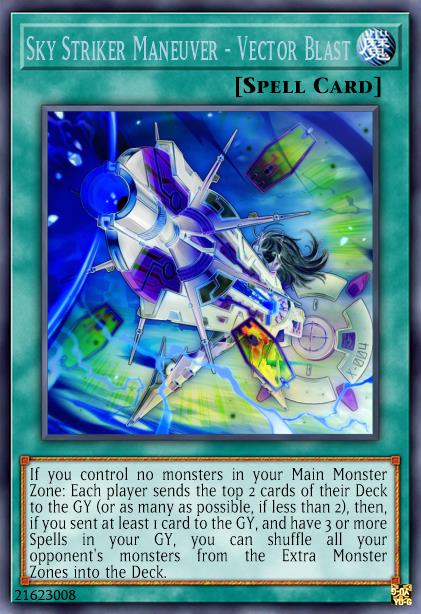 Sky Striker Maneuver - Vector Blast 魔
[Spell Card]
X-004
If you control no monsters in your Main Monster
Zone: Each player sends the top 2 cards of their Deck
to the GY (or as many as possible, if less than 2), then,
if you sent at least 1 card to the GY, and have 3 or more
Spells in your GY, you can shuffle all your
opponent's monsters from the Extra Monster
Zones into the Deck.
21623008